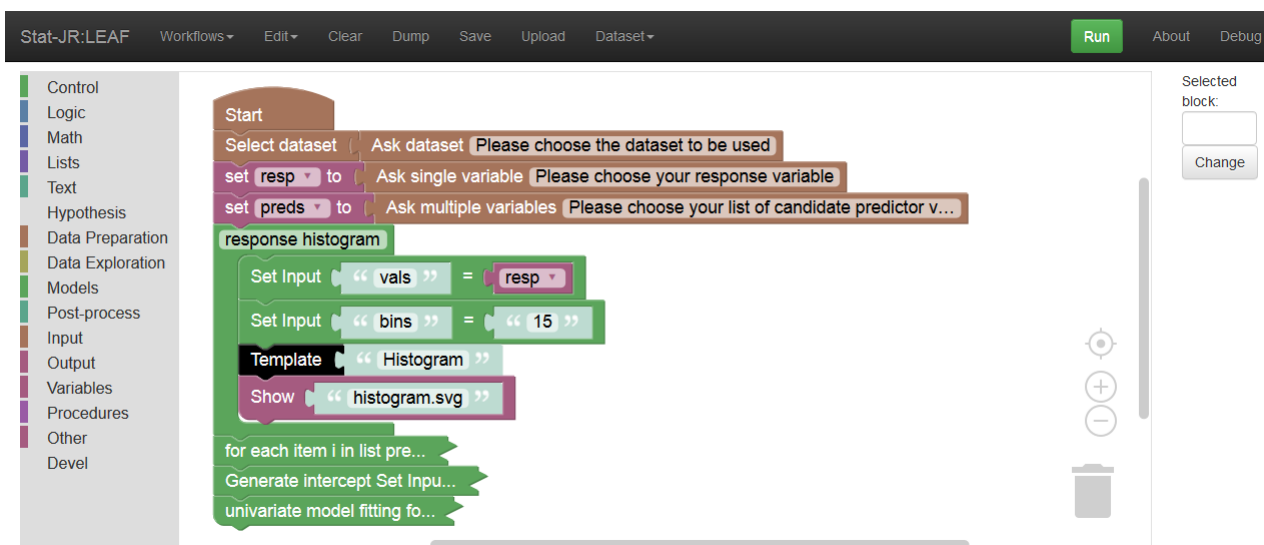 Stat-JR:LEAF Workflows Edit Clear Dump Save Upload Dataset Run About Debug
Control
Logic
Math
Lists
Text
Hypothesis
Data Preparation
Data Exploration
Models
Post-process
Input
Output
Variables
Procedures
Other
Devel
Start
Select dataset Ask dataset Please choose the dataset to be used
set resp to Ask single variable Please choose your response variable
set preds to Ask multiple variables Please choose your list of candidate predictor v...
response histogram
Set Input “ vals ” = resp
Set Input “ bins ” = “ 15 ”
Template “ Histogram ”
Show “ histogram.svg ”
for each item i in list pre...
Generate intercept Set Inpu...
univariate model fitting fo...
Selected
block:
Change